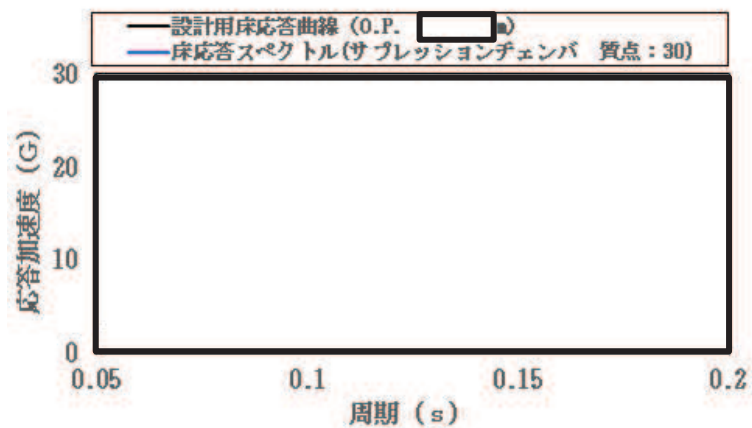 設計用床応答曲線（O.P. m）
床応答スペクトル(サプレッションチェンバ 質点：30)
30
20
10
0
応答加速度（G）
0.05 0.1 0.15 0.2
周期（s）